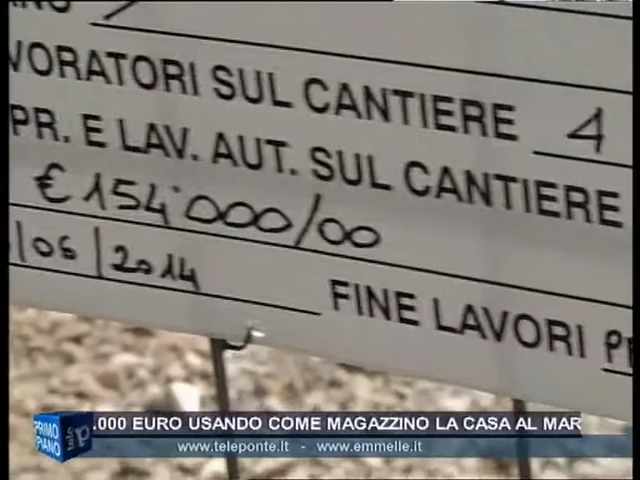 VORATORI SUL CANTIERE 4
PR. E LAV. AUT. SUL CANTIERE
€ 154.000=/00
/06/2014 FINE LAVORI
PRIMO PIANO tele
.000 EURO USANDO COME MAGAZZINO LA CASA AL MAR
www.teleponte.it - www.emmelle.it